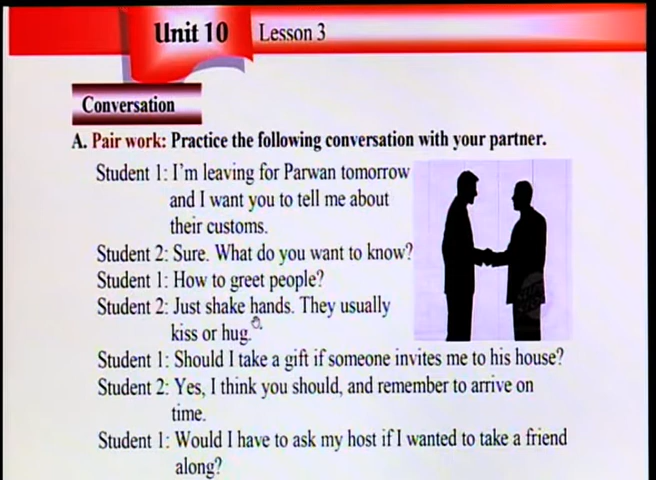 Unit 10 Lesson 3
Conversation
A. Pair work: Practice the following conversation with your partner.
Student 1: I'm leaving for Parwan tomorrow
and I want you to tell me about
their customs.
Student 2: Sure. What do you want to know?
Student 1: How to greet people?
Student 2: Just shake hands. They usually
kiss or hug.
Student 1: Should I take a gift if someone invites me to his house?
Student 2: Yes, I think you should, and remember to arrive on
time.
Student 1: Would I have to ask my host if I wanted to take a friend
along?